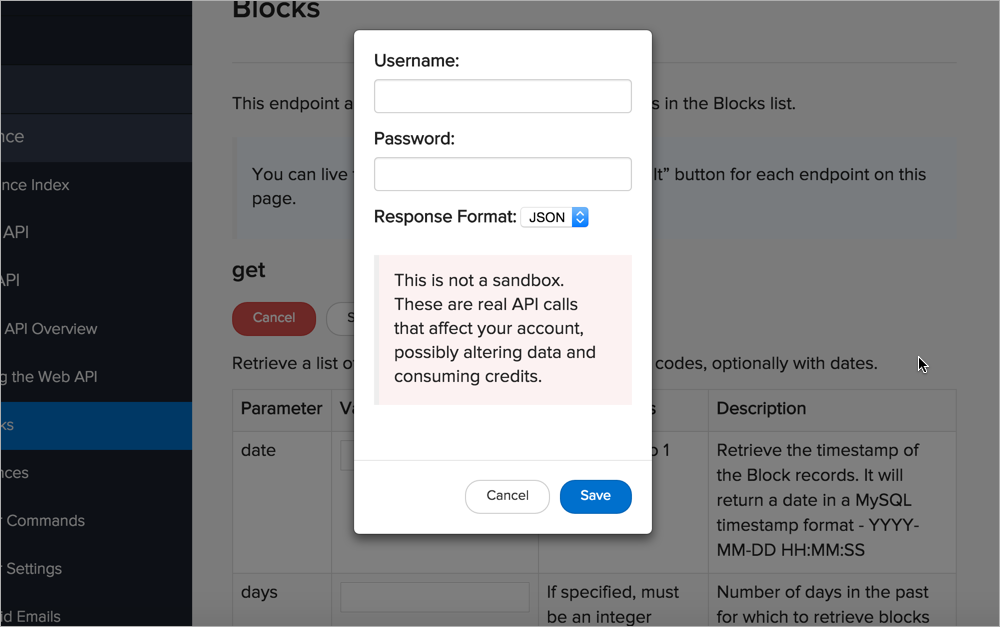 Blocks
Username:
This endpoint a
s in the Blocks list.
nce
Password:
You can live
It” button for each endpoint on this
page.
nce Index
Response Format: JSON
API
get
This is not a sandbox.
These are real API calls
that affect your account,
possibly altering data and
consuming credits.
API
Cancel
S
API Overview
Retrieve a list o
codes, optionally with dates.
g the Web API
Parameter
Va
s
Description
ks
date
o 1
Retrieve the timestamp of
the Block records. It will
return a date in a MySQL
timestamp format - YYYY-
MM-DD HH:MM:SS
nces
Cancel
Save
r Commands
r Settings
days
If specified, must
be an integer
Number of days in the past
for which to retrieve blocks
id Emails